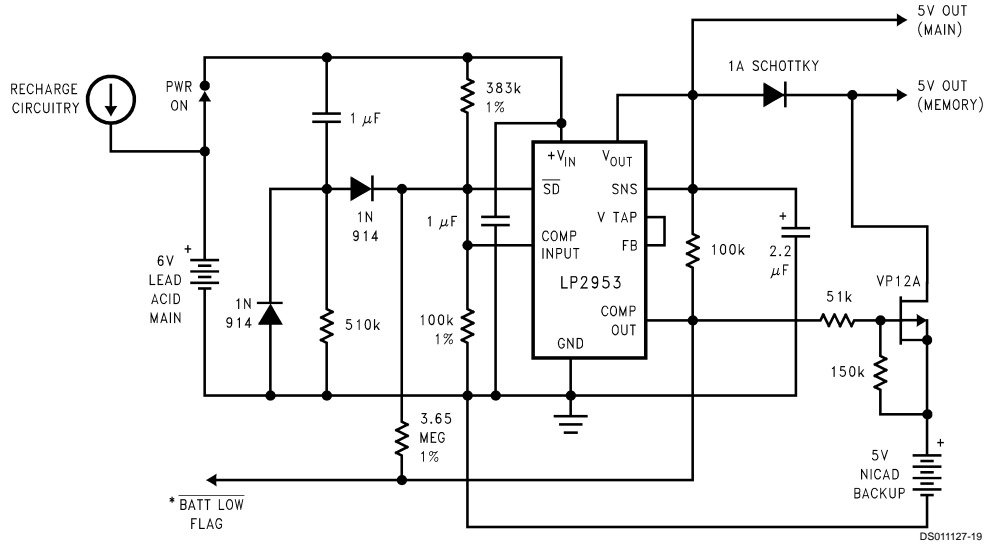 5V OUT
(MAIN)
1A SCHOTTKY
5V OUT
(MEMORY)
RECHARGE
CIRCUITRY
PWR
ON
383k
1%
1 µF
+VIN
VOUT
SD
SNS
1N
914
1 µF
V TAP
COMP
INPUT
FB
LP2953
100k
+
2.2
µF
+
6V
LEAD
ACID
MAIN
1N
914
510k
100k
1%
COMP
OUT
GND
51k
VP12A
150k
3.65
MEG
1%
+
5V
NICAD
BACKUP
* BATT LOW
FLAG
DS011127-19